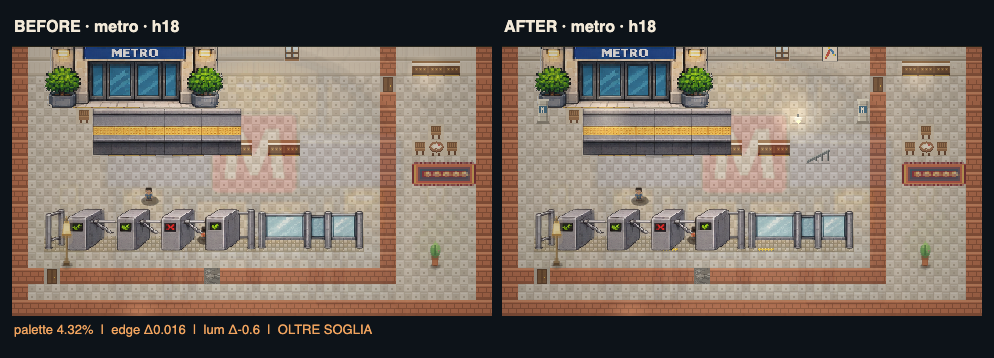 BEFORE · metro · h18
AFTER · metro · h18
METRO
METRO
M
M
palette 4.32% | edge Δ0.016 | lum Δ-0.6 | OLTRE SOGLIA